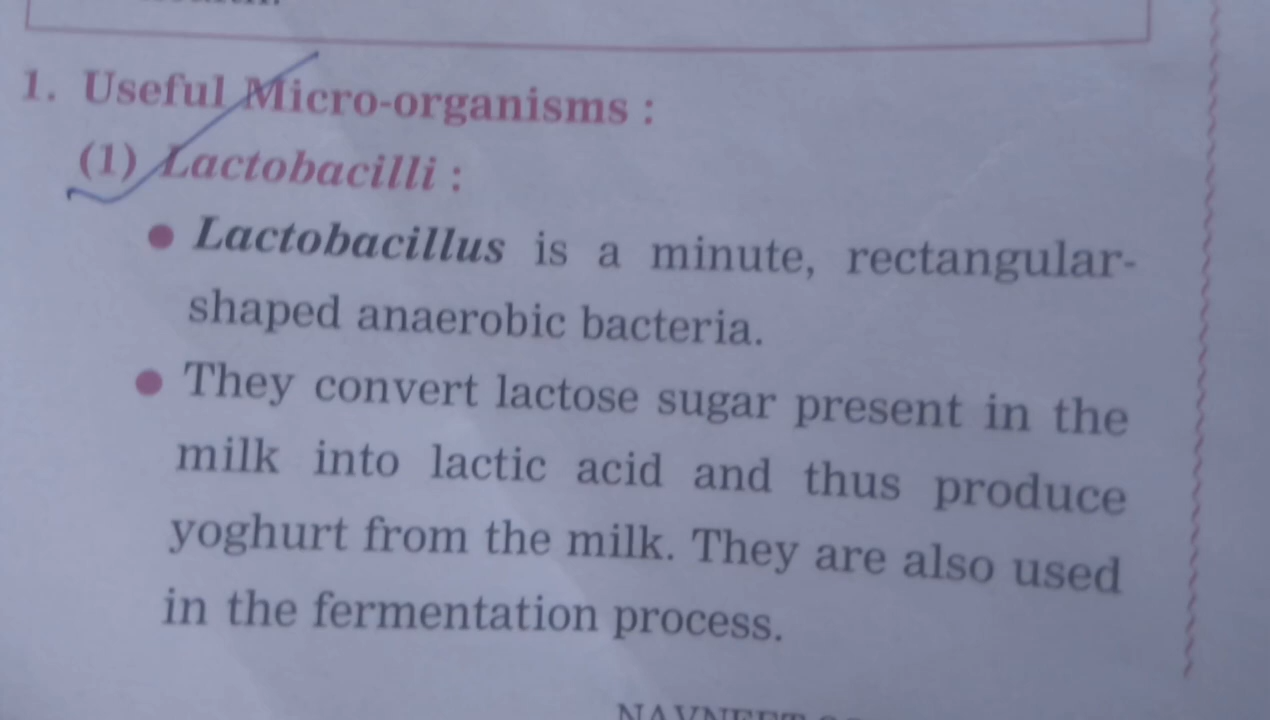 1. Useful Micro-organisms :
(1) Lactobacilli :
● Lactobacillus is a minute, rectangular-
shaped anaerobic bacteria.
● They convert lactose sugar present in the
milk into lactic acid and thus produce
yoghurt from the milk. They are also used
in the fermentation process.
NAVNEET